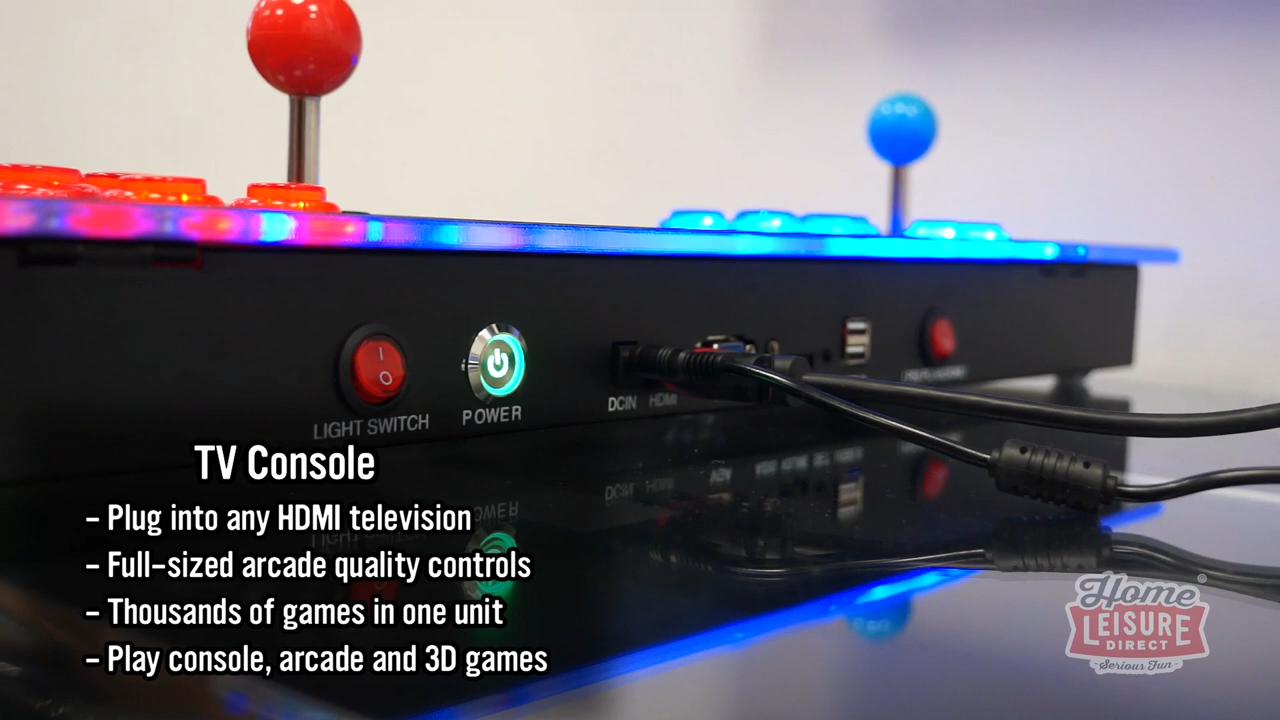 LIGHT SWITCH
POWER
DCIN HDMI
TV Console
– Plug into any HDMI television
– Full-sized arcade quality controls
– Thousands of games in one unit
– Play console, arcade and 3D games
Home
LEISURE
DIRECT
- Serious Fun -